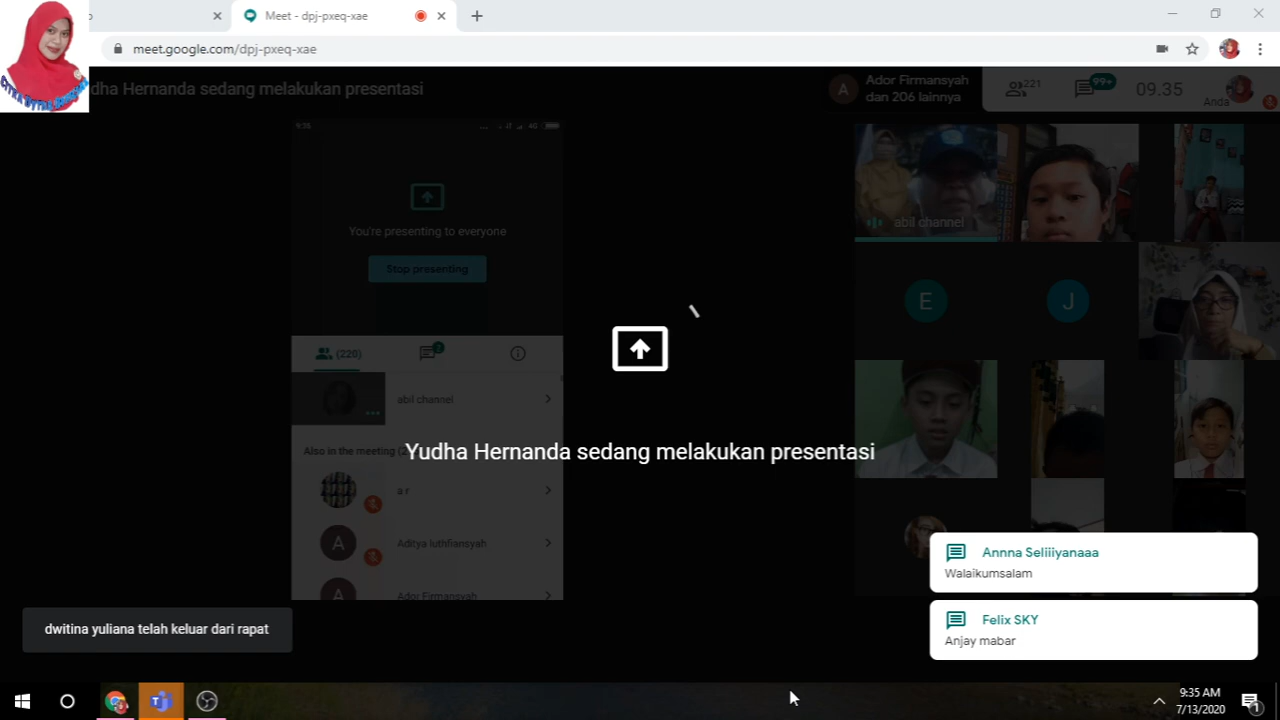 Meet - dpj-pxeq-xae
meet.google.com/dpj-pxeq-xae
dha Hernanda sedang melakukan presentasi
Ador Firmansyah
dan 206 lainnya
221
99+
09.35
Anda
You're presenting to everyone
Stop presenting
abil channel
E
J
(220)
2
abil channel
Also in the meeting (2
Yudha Hernanda sedang melakukan presentasi
a r
A
Aditya luthfiansyah
A
Ador Firmansyah
Annna Seliiiyanaaa
Walaikumsalam
Felix SKY
Anjay mabar
dwitina yuliana telah keluar dari rapat
9:35 AM
7/13/2020
1